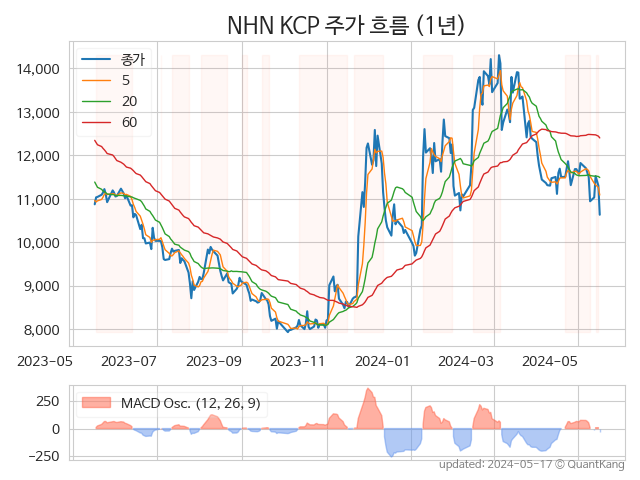 NHN KCP 주가 흐름 (1년)
종가
5
20
60
14,000
13,000
12,000
11,000
10,000
9,000
8,000
2023-05 2023-07 2023-09 2023-11 2024-01 2024-03 2024-05
MACD Osc. (12, 26, 9)
250
0
−250
updated: 2024-05-17 © QuantKang